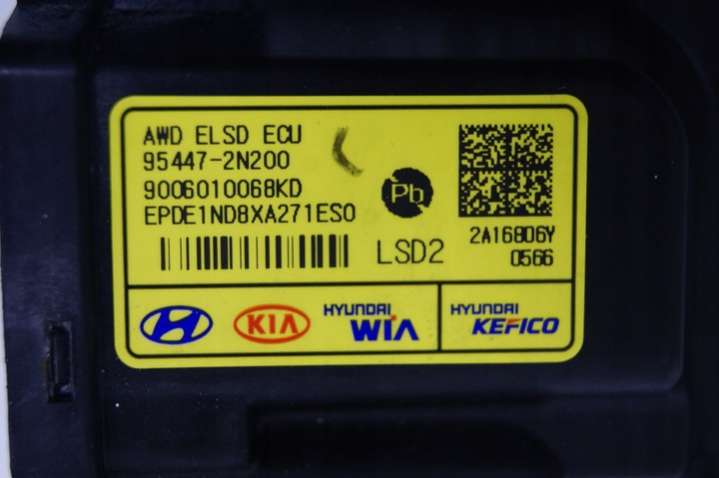 AWD ELSD ECU
95447-2N200
9006010068KD
EPDE1ND8XA271ES0
Pb
LSD2
2A16806Y
0566
KIA
HYUNDAI
WIA
HYUNDAI
KEFICO